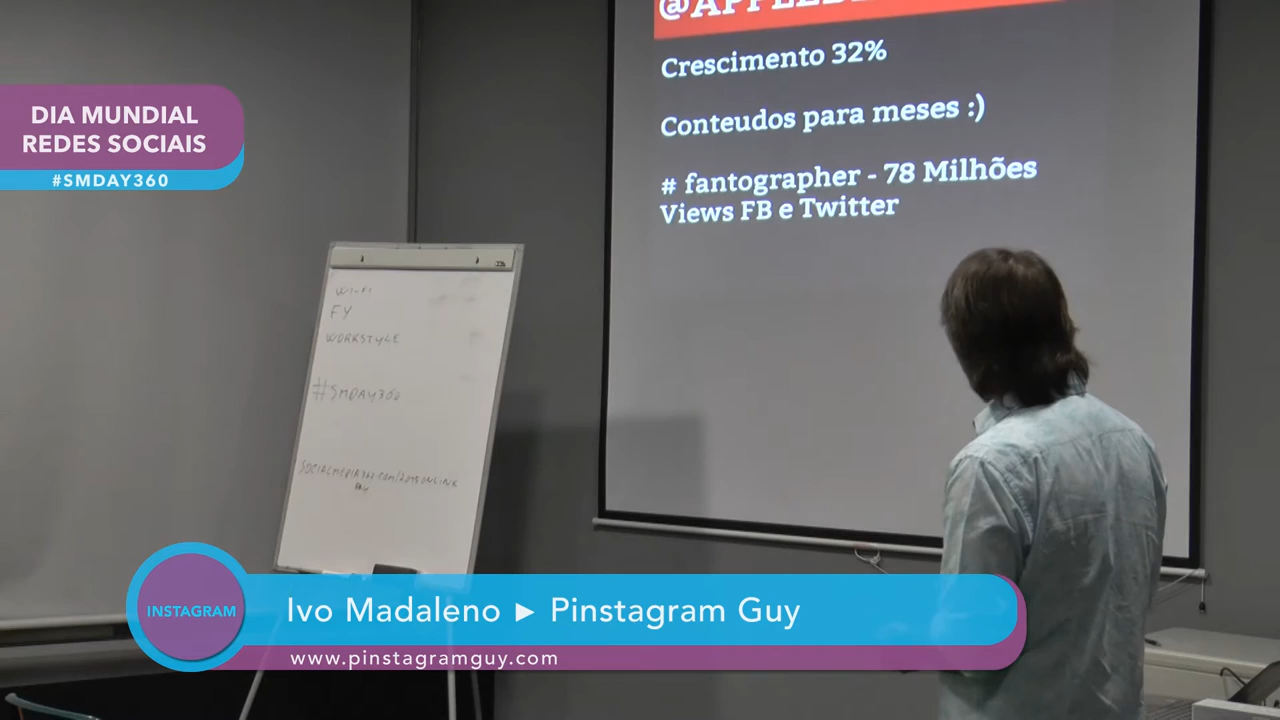 DIA MUNDIAL
REDES SOCIAIS
#SMDAY360
Crescimento 32%
Conteudos para meses :)
# fantographer - 78 Milhões
Views FB e Twitter
FY
WORKSTYLE
#SMDAY360
INSTAGRAM
Ivo Madaleno ► Pinstagram Guy
www.pinstagramguy.com